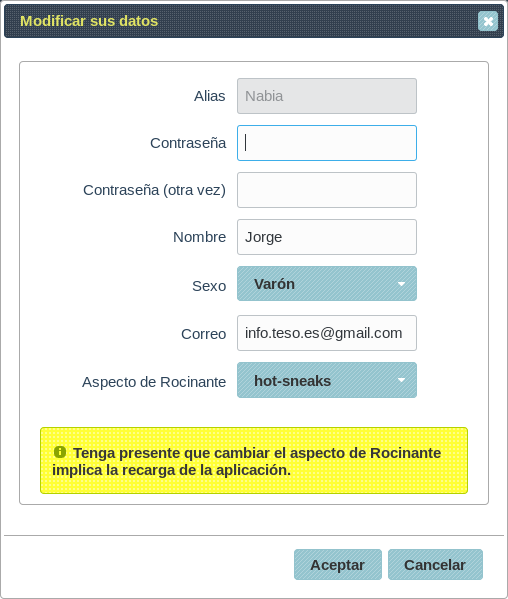 Modificar sus datos
Alias Nabia
Contraseña
Contraseña (otra vez)
Nombre Jorge
Sexo Varón
Correo info.teso.es@gmail.com
Aspecto de Rocinante hot-sneaks
Tenga presente que cambiar el aspecto de Rocinante
implica la recarga de la aplicación.
Aceptar Cancelar